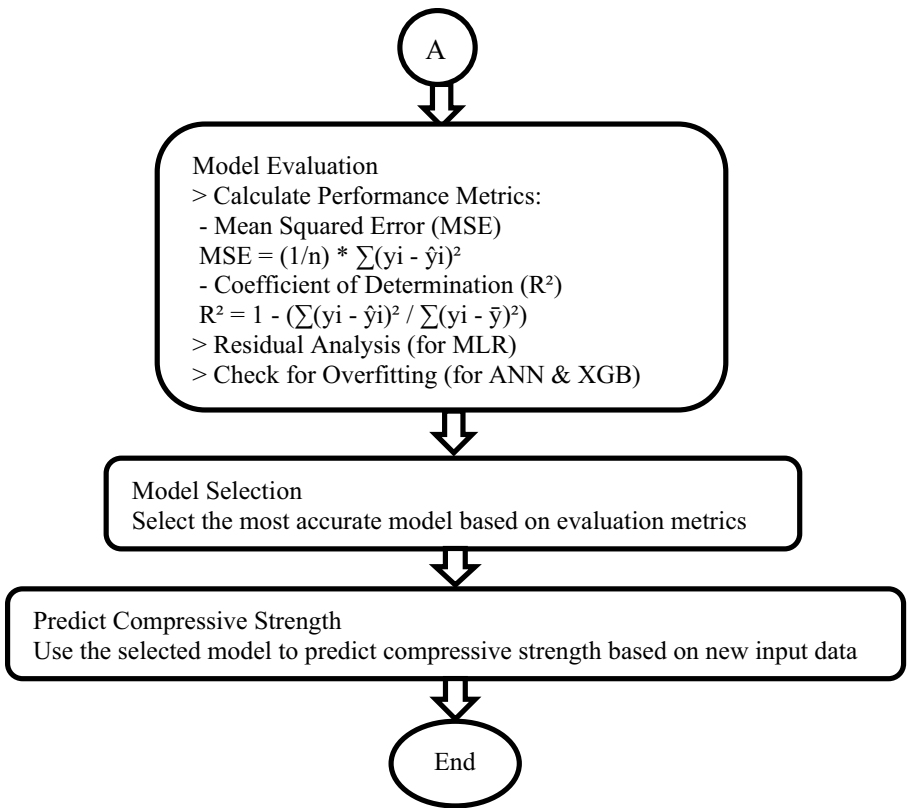 A
Model Evaluation
> Calculate Performance Metrics:
- Mean Squared Error (MSE)
MSE = (1/n) * ∑(yi - ŷi)²
- Coefficient of Determination (R²)
R² = 1 - (∑(yi - ŷi)² / ∑(yi - ȳ)²)
> Residual Analysis (for MLR)
> Check for Overfitting (for ANN & XGB)
Model Selection
Select the most accurate model based on evaluation metrics
Predict Compressive Strength
Use the selected model to predict compressive strength based on new input data
End